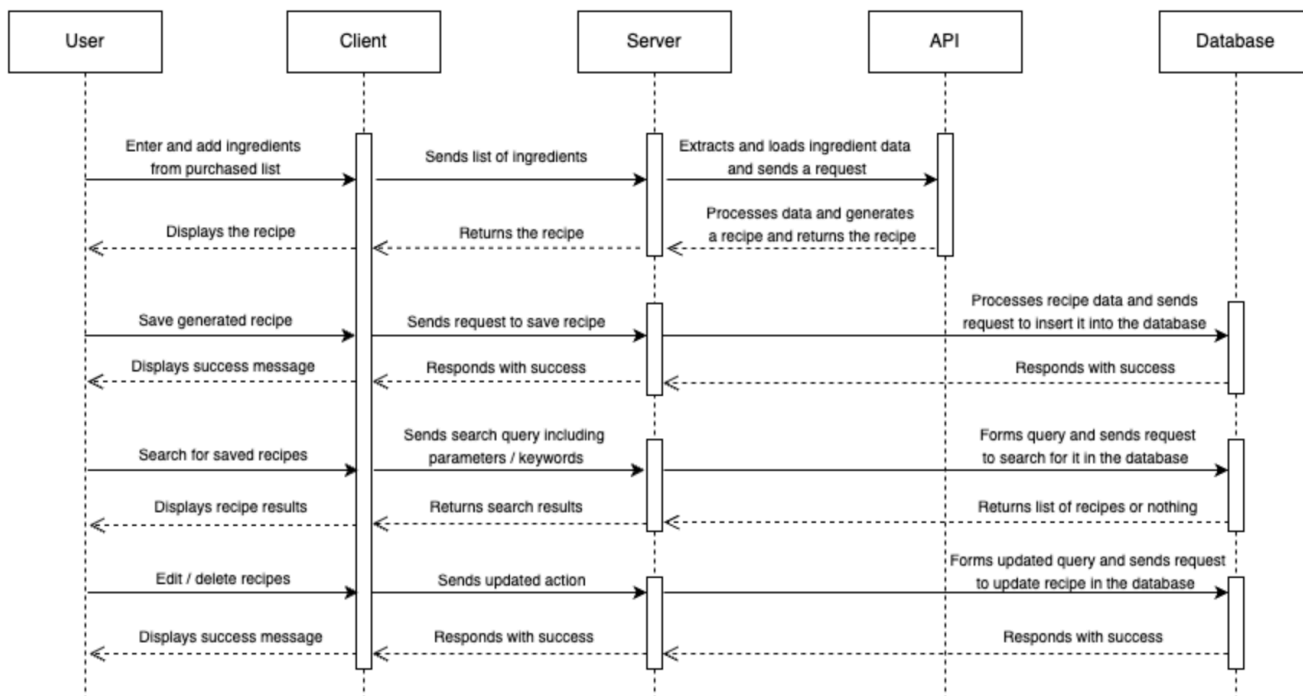 User
Client
Server
API
Database
Enter and add ingredients
from purchased list
Sends list of ingredients
Extracts and loads ingredient data
and sends a request
Displays the recipe
Returns the recipe
Processes data and generates
a recipe and returns the recipe
Save generated recipe
Sends request to save recipe
Processes recipe data and sends
request to insert it into the database
Displays success message
Responds with success
Responds with success
Search for saved recipes
Sends search query including
parameters / keywords
Forms query and sends request
to search for it in the database
Displays recipe results
Returns search results
Returns list of recipes or nothing
Edit / delete recipes
Sends updated action
Forms updated query and sends request
to update recipe in the database
Displays success message
Responds with success
Responds with success